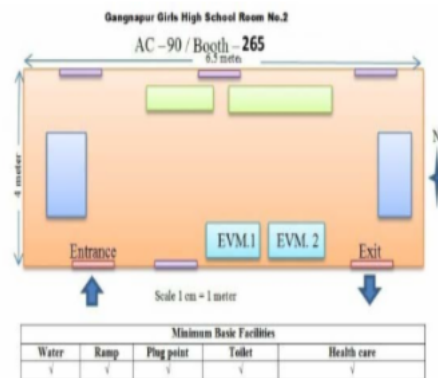 Gangnapur Girls High School Room No.2
AC – 90 / Booth – 265
6.5 meter
4 meter
N
EVM.1 EVM. 2
Entrance
Exit
Scale 1 cm = 1 meter
Minimum Basic Facilities
Water Ramp Plug point Toilet Health care
√ √ √ √ √